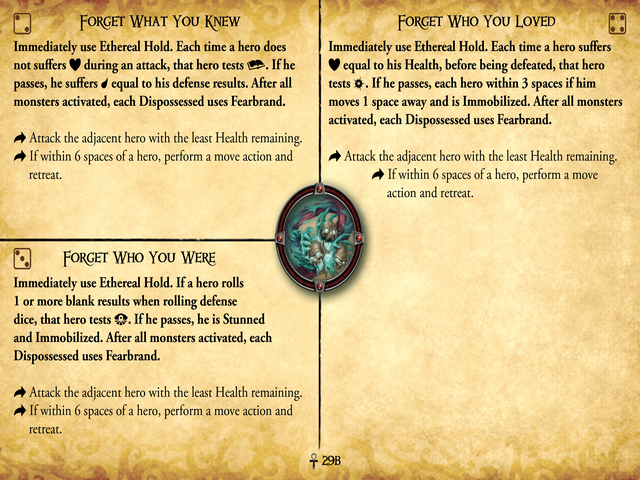 Forget What You Knew
Immediately use Ethereal Hold. Each time a hero does
not suffers during an attack, that hero tests . If he
passes, he suffers equal to his defense results. After all
monsters activated, each Dispossessed uses Fearbrand.
Attack the adjacent hero with the least Health remaining.
If within 6 spaces of a hero, perform a move action and
retreat.
Forget Who You Loved
Immediately use Ethereal Hold. Each time a hero suffers
equal to his Health, before being defeated, that hero
tests . If he passes, each hero within 3 spaces if him
moves 1 space away and is Immobilized. After all monsters
activated, each Dispossessed uses Fearbrand.
Attack the adjacent hero with the least Health remaining.
If within 6 spaces of a hero, perform a move
action and retreat.
Forget Who You Were
Immediately use Ethereal Hold. If a hero rolls
1 or more blank results when rolling defense
dice, that hero tests . If he passes, he is Stunned
and Immobilized. After all monsters activated, each
Dispossessed uses Fearbrand.
Attack the adjacent hero with the least Health remaining.
If within 6 spaces of a hero, perform a move action and
retreat.
29B